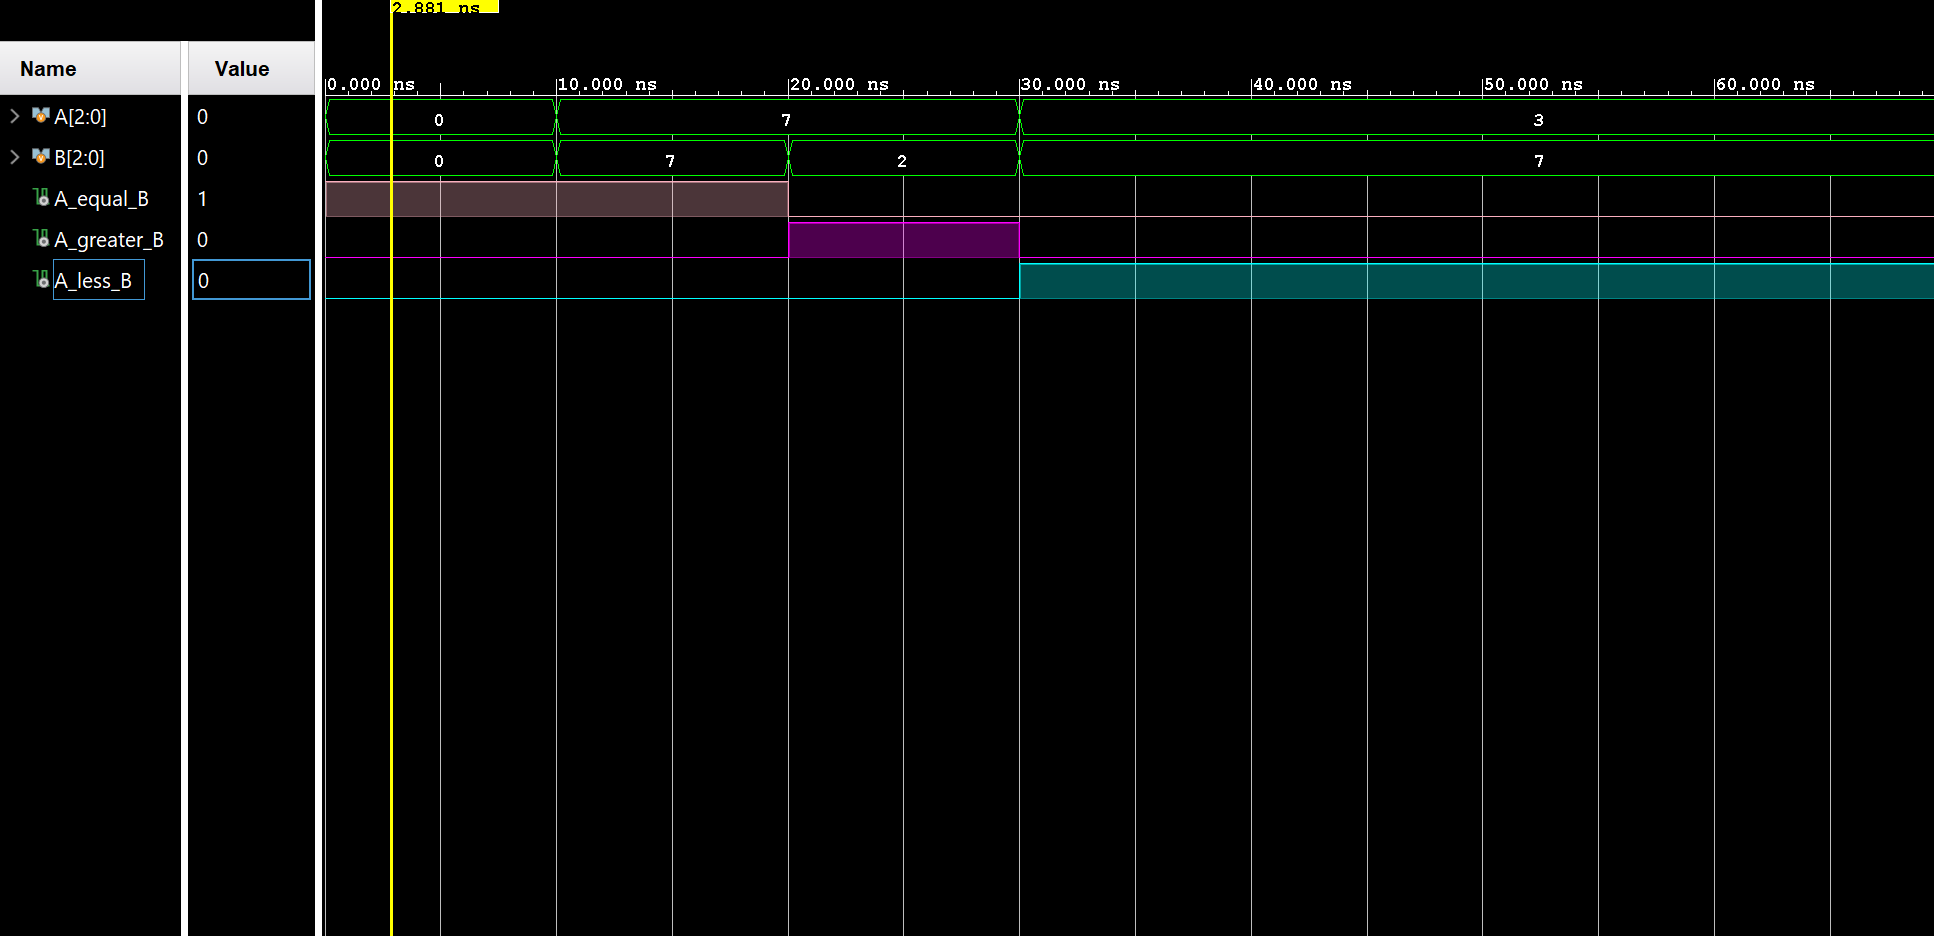 2.881 ns
Name Value
0.000 ns 10.000 ns 20.000 ns 30.000 ns 40.000 ns 50.000 ns 60.000 ns
A[2:0] 0 0 7 3
B[2:0] 0 0 7 2 7
A_equal_B 1
A_greater_B 0
A_less_B 0